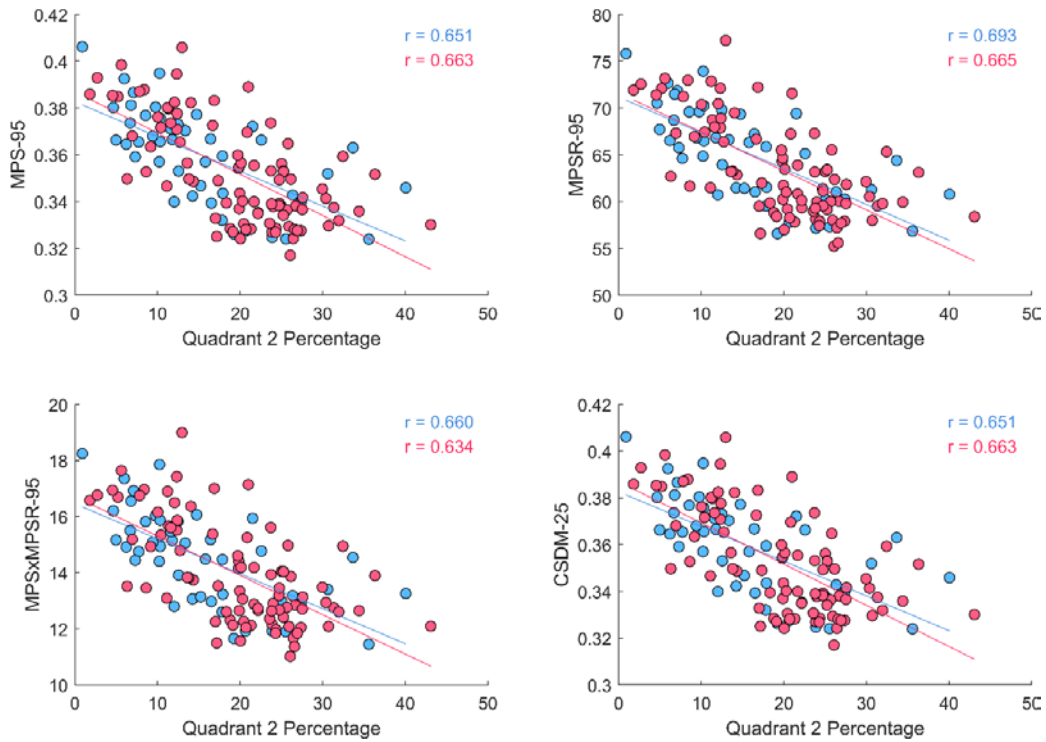 0.42
0.4
0.38
0.36
0.34
0.32
0.3
MPS-95
r = 0.651
r = 0.663
0 10 20 30 40 50
Quadrant 2 Percentage
80
75
70
65
60
55
50
MPSR-95
r = 0.693
r = 0.665
0 10 20 30 40 50
Quadrant 2 Percentage
20
18
16
14
12
10
MPSxMPSR-95
r = 0.660
r = 0.634
0 10 20 30 40 50
Quadrant 2 Percentage
0.42
0.4
0.38
0.36
0.34
0.32
0.3
CSDM-25
r = 0.651
r = 0.663
0 10 20 30 40 50
Quadrant 2 Percentage